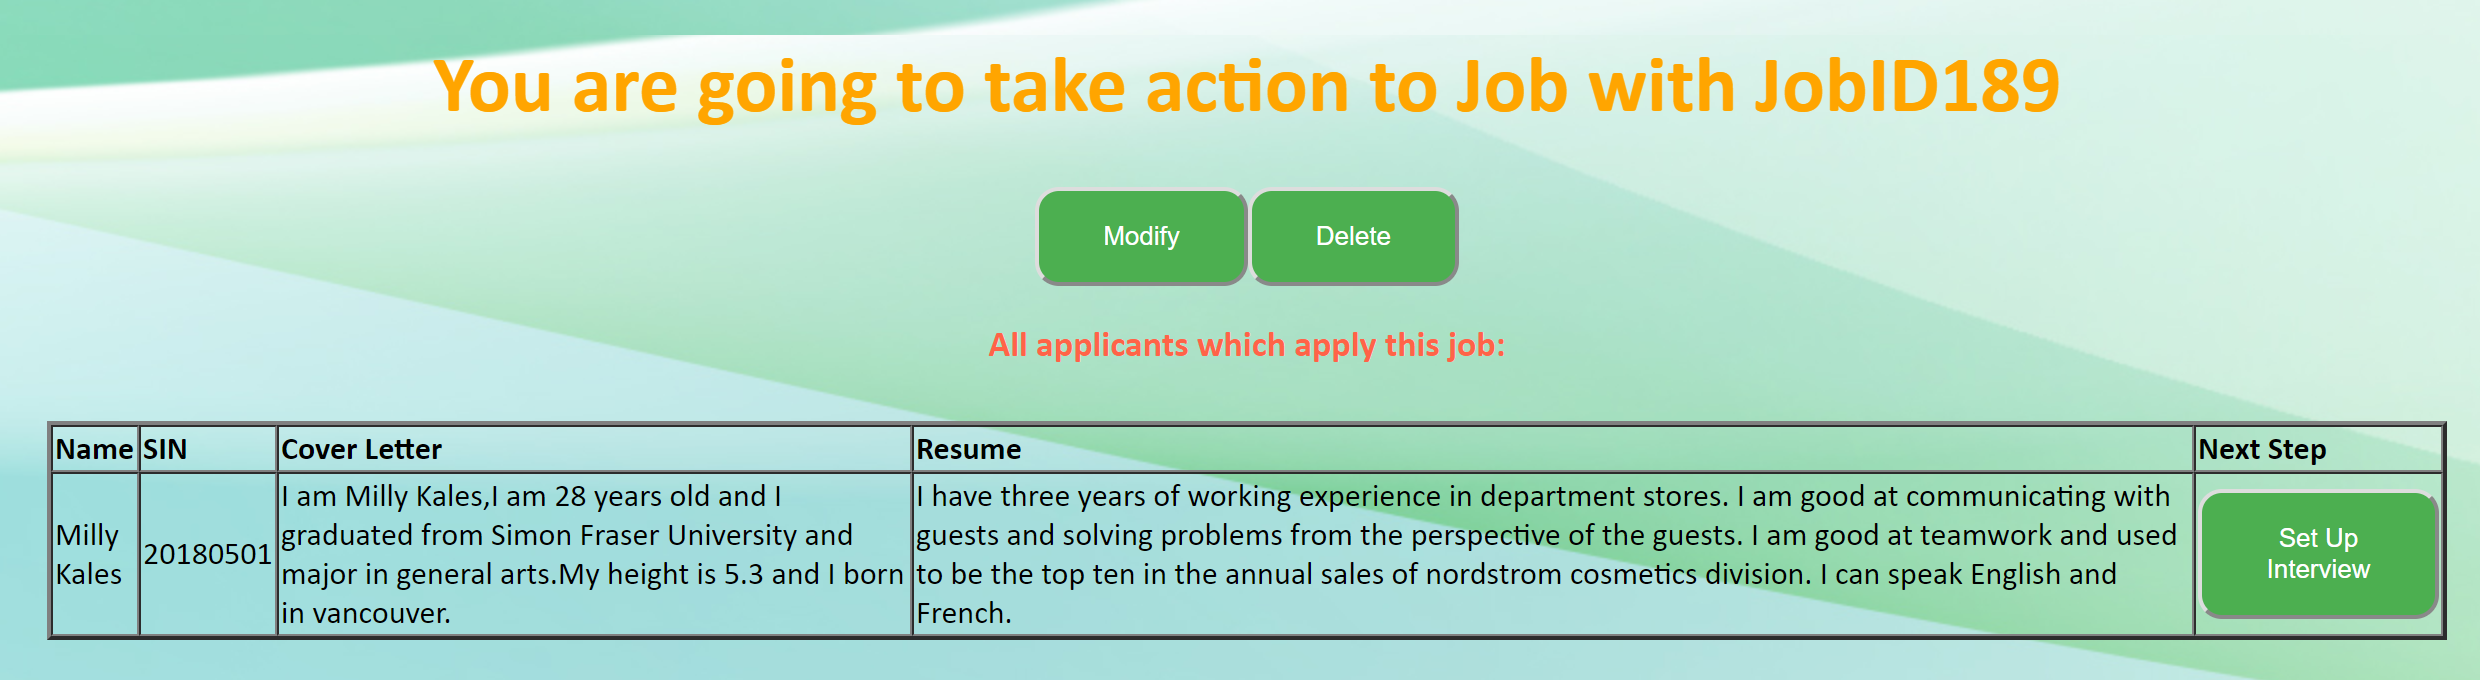 You are going to take action to Job with JobID189
Modify Delete
All applicants which apply this job:
Name SIN Cover Letter Resume Next Step
Milly
Kales
20180501
I am Milly Kales,I am 28 years old and I
graduated from Simon Fraser University and
major in general arts.My height is 5.3 and I born
in vancouver.
I have three years of working experience in department stores. I am good at communicating with
guests and solving problems from the perspective of the guests. I am good at teamwork and used
to be the top ten in the annual sales of nordstrom cosmetics division. I can speak English and
French.
Set Up
Interview